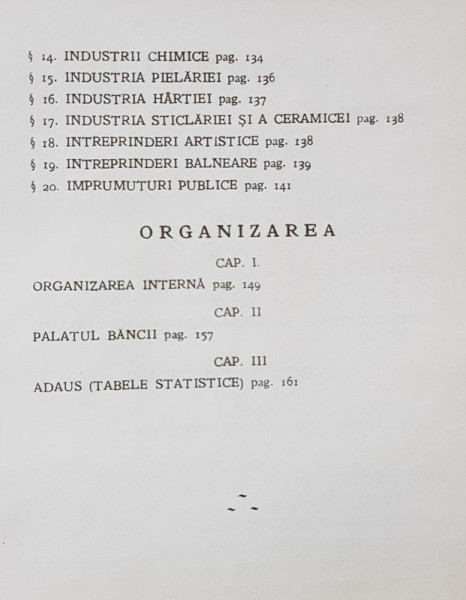 § 14. INDUSTRII CHIMICE pag. 134
§ 15. INDUSTRIA PIELĂRIEI pag. 136
§ 16. INDUSTRIA HÂRTIEI pag. 137
§ 17. INDUSTRIA STICLĂRIEI ŞI A CERAMICEI pag. 138
§ 18. INTREPRINDERI ARTISTICE pag. 138
§ 19. INTREPRINDERI BALNEARE pag. 139
§ 20. IMPRUMUTURI PUBLICE pag. 141
ORGANIZAREA
CAP. I.
ORGANIZAREA INTERNĂ pag. 149
CAP. II
PALATUL BĂNCII pag. 157
CAP. III
ADAUS (TABELE STATISTICE) pag. 161